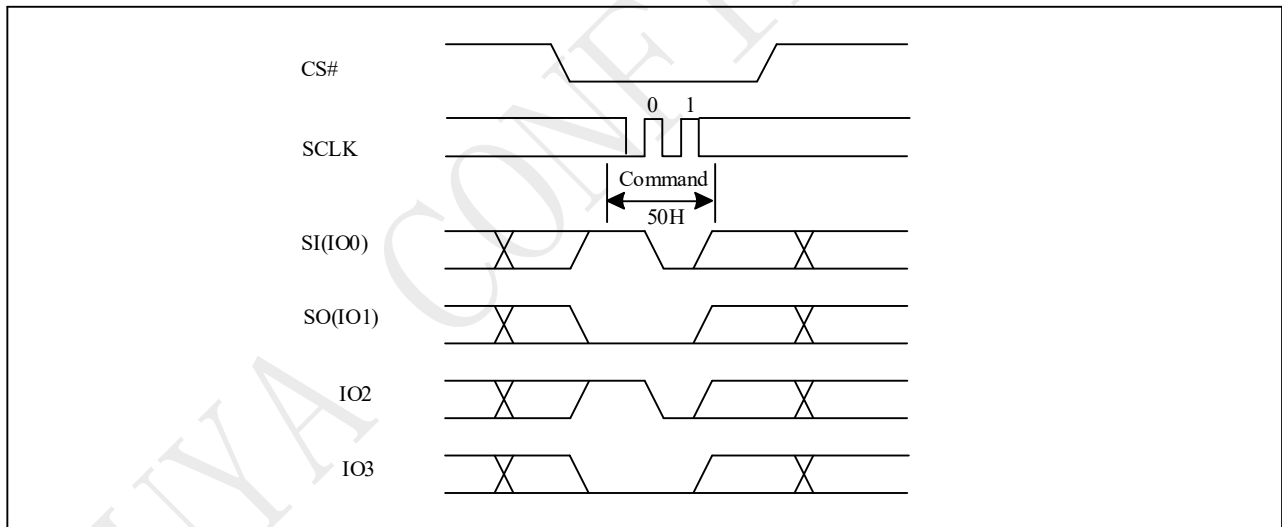 CS#
0 1
SCLK
Command
50H
SI(IO0)
SO(IO1)
IO2
IO3